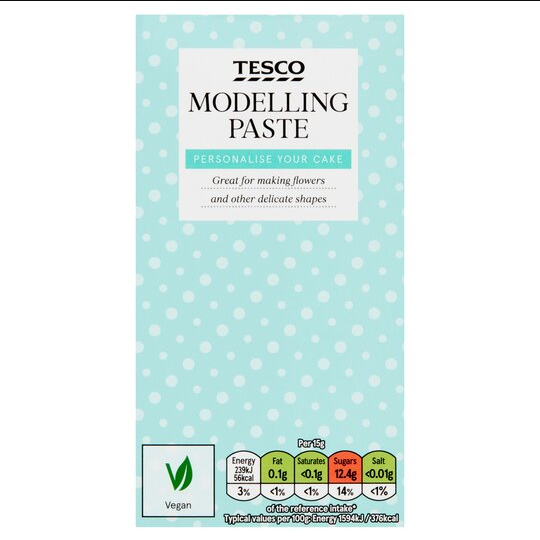 TESCO
MODELLING
PASTE
PERSONALISE YOUR CAKE
Great for making flowers
and other delicate shapes
Per 15g
Energy Fat Saturates Sugars Salt
239kJ
56kcal 0.1g <0.1g 12.4g <0.01g
3% <1% <1% 14% <1%
of the reference intake*
Typical values per 100g: Energy 1594kJ / 376kcal
Vegan